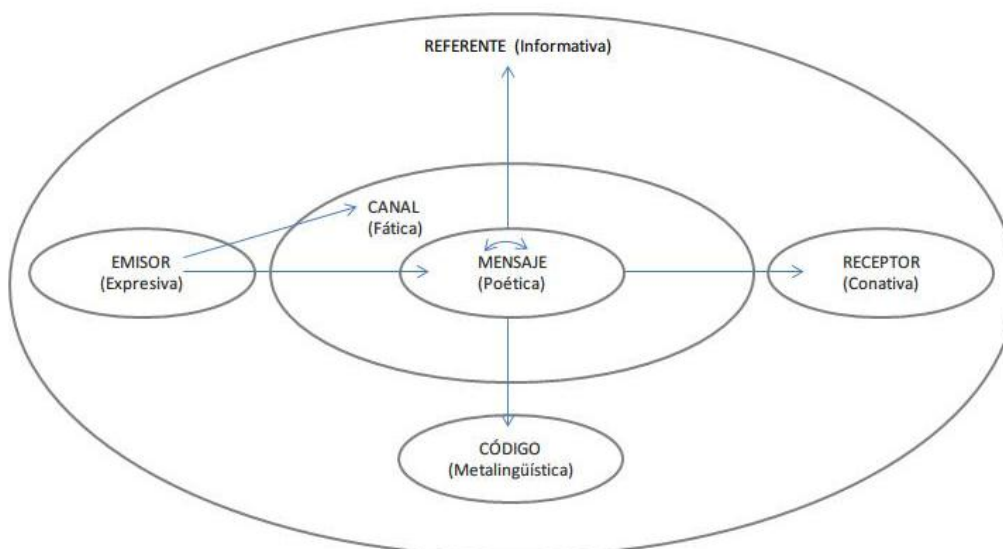 REFERENTE (Informativa)
CANAL
(Fática)
EMISOR
(Expresiva)
MENSAJE
(Poética)
RECEPTOR
(Conativa)
CÓDIGO
(Metalingüística)